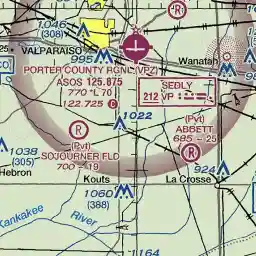 1046
(308)
R
VALPARAISO
995
Wanatah
CO
PORTER COUNTY RGNL (VPZ)
ASOS 125.875
770 *L 70
122.725 C
SEDLY
212 VP
1022
R
(Pvt)
SOJOURNER FLD
700 - 19
(Pvt)
ABBETT
685 - 25
R
1038
(305)
Hebron
Kouts
1060
(388)
La Crosse
Kankakee
River
1164